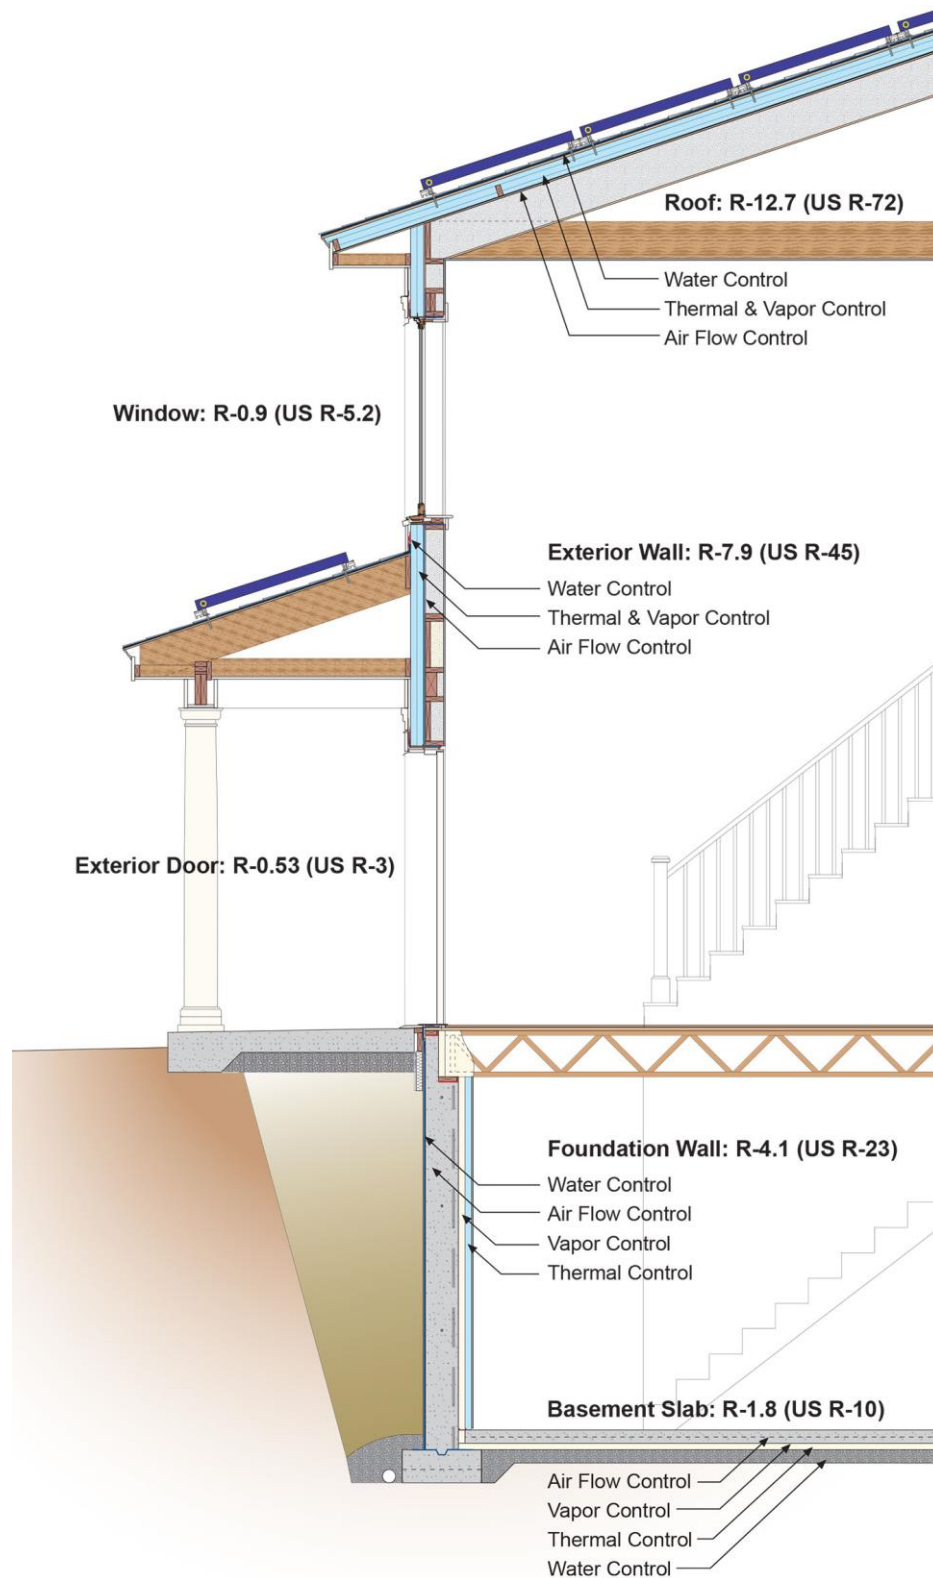 Roof: R-12.7 (US R-72)
Water Control
Thermal & Vapor Control
Air Flow Control
Window: R-0.9 (US R-5.2)
Exterior Wall: R-7.9 (US R-45)
Water Control
Thermal & Vapor Control
Air Flow Control
Exterior Door: R-0.53 (US R-3)
Foundation Wall: R-4.1 (US R-23)
Water Control
Air Flow Control
Vapor Control
Thermal Control
Basement Slab: R-1.8 (US R-10)
Air Flow Control
Vapor Control
Thermal Control
Water Control